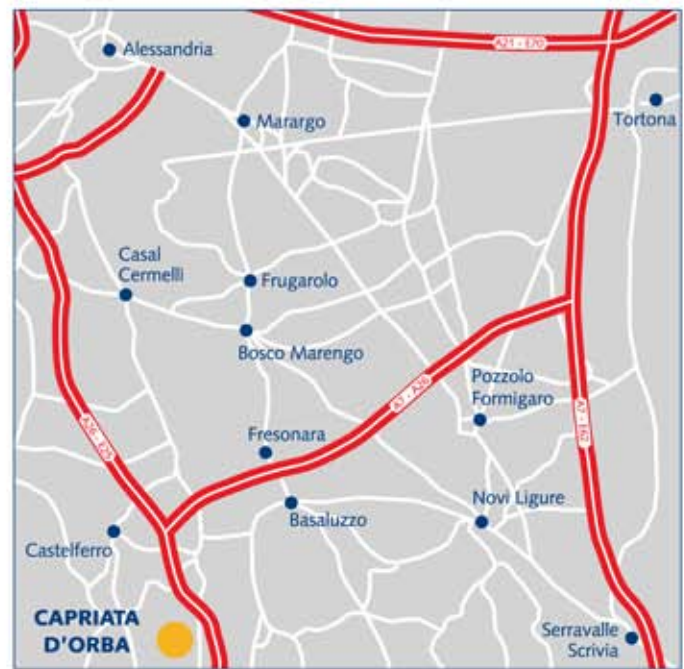 A21 - E70
Alessandria
Tortona
Marargo
Casal
Cermelli
Frugarolo
Bosco Marengo
A7 - A26
Pozzolo
Formigaro
A26 - E25
A7 - E62
Fresonara
Novi Ligure
Basaluzzo
Castelferro
CAPRIATA
D'ORBA
Serravalle
Scrivia